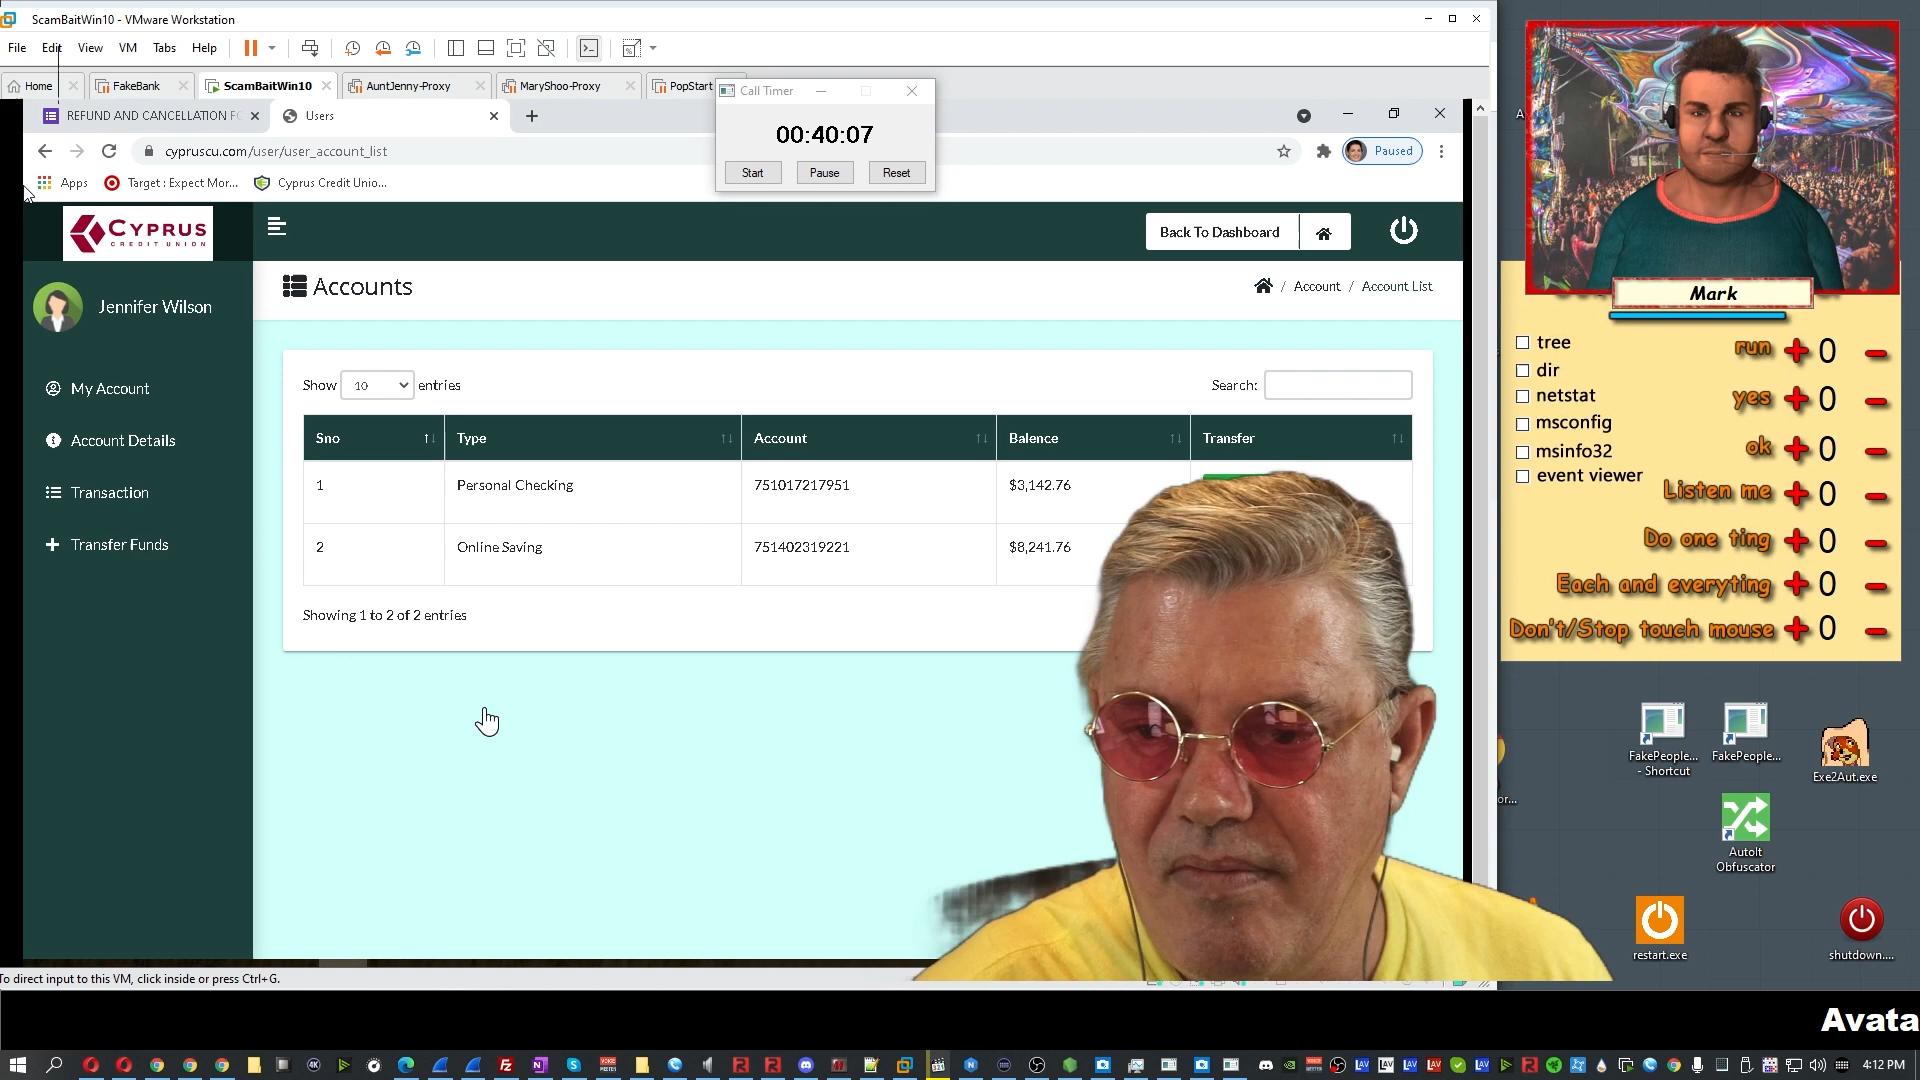 ScamBaitWin10 - VMware Workstation
File Edit View VM Tabs Help
Home FakeBank ScamBaitWin10 AuntJenny-Proxy MaryShoo-Proxy PopStart
Call Timer
00:40:07
Start Pause Reset
REFUND AND CANCELLATION FO Users
cypruscu.com/user/user_account_list
Paused
Apps Target : Expect Mor... Cyprus Credit Unio...
CYPRUS
CREDIT UNION
Back To Dashboard
Jennifer Wilson
My Account
Account Details
Transaction
Transfer Funds
Accounts
/ Account / Account List
Show 10 entries
Search:
Sno Type Account Balence Transfer
1 Personal Checking 751017217951 $3,142.76
2 Online Saving 751402319221 $8,241.76
Showing 1 to 2 of 2 entries
To direct input to this VM, click inside or press Ctrl+G.
Mark
tree
dir
netstat
msconfig
msinfo32
event viewer
run + 0 -
yes + 0 -
ok + 0 -
Listen me + 0 -
Do one ting + 0 -
Each and everyting + 0 -
Don't/Stop touch mouse + 0 -
FakePeople... - Shortcut
FakePeople...
Exe2Aut.exe
or...
AutoIt Obfuscator
restart.exe
shutdown....
Avata
4:12 PM